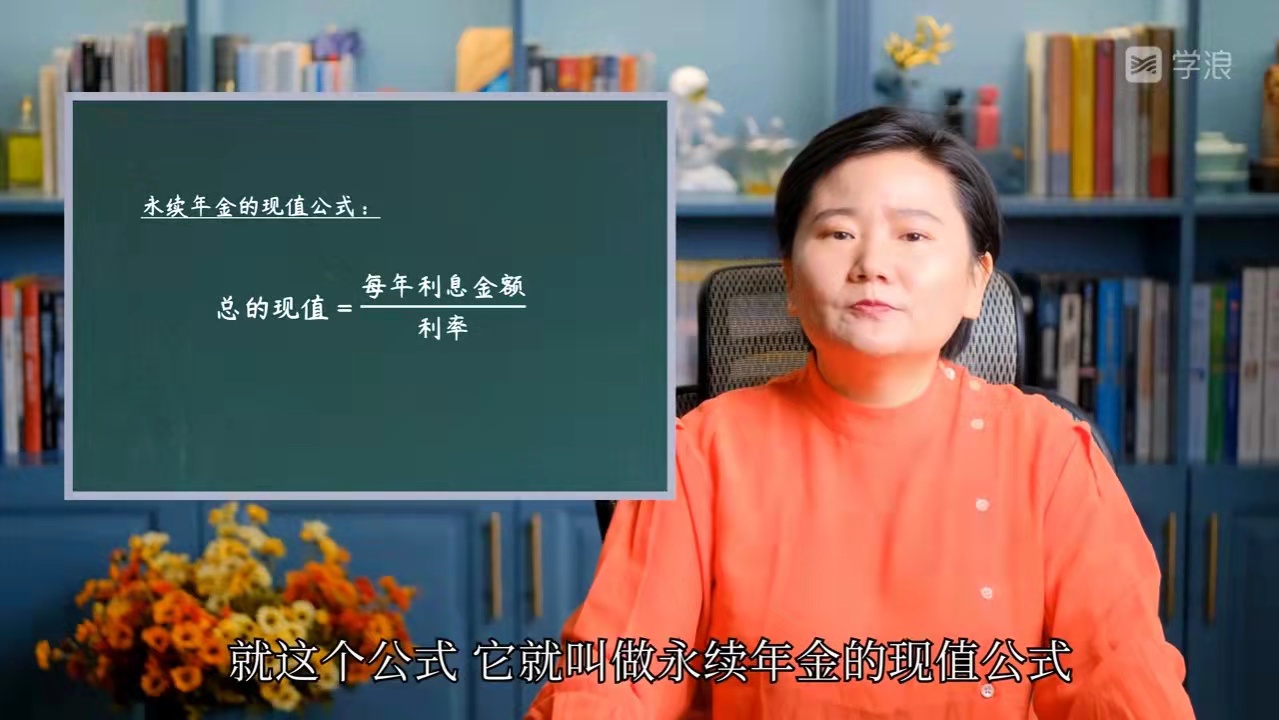 学浪
永续年金的现值公式：
总的现值 = 每年利息金额
利率
就这个公式 它就叫做永续年金的现值公式